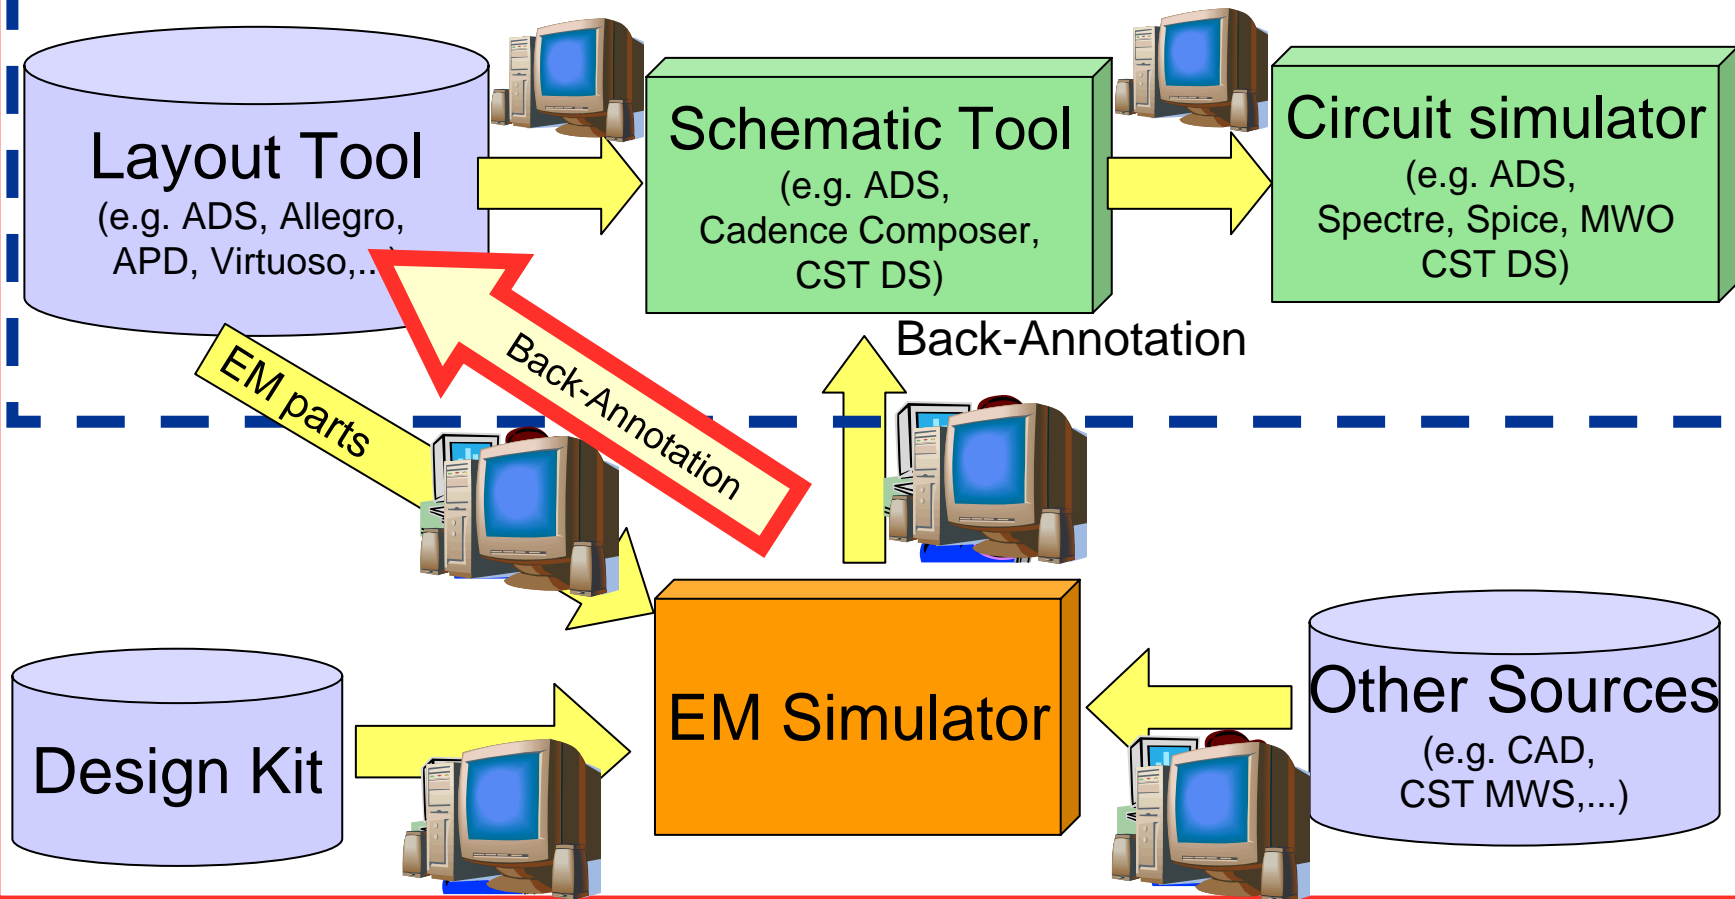 Layout Tool
(e.g. ADS, Allegro,
APD, Virtuoso,..)
Schematic Tool
(e.g. ADS,
Cadence Composer,
CST DS)
Circuit simulator
(e.g. ADS,
Spectre, Spice, MWO
CST DS)
Back-Annotation
EM parts
Back-Annotation
EM Simulator
Design Kit
Other Sources
(e.g. CAD,
CST MWS,...)